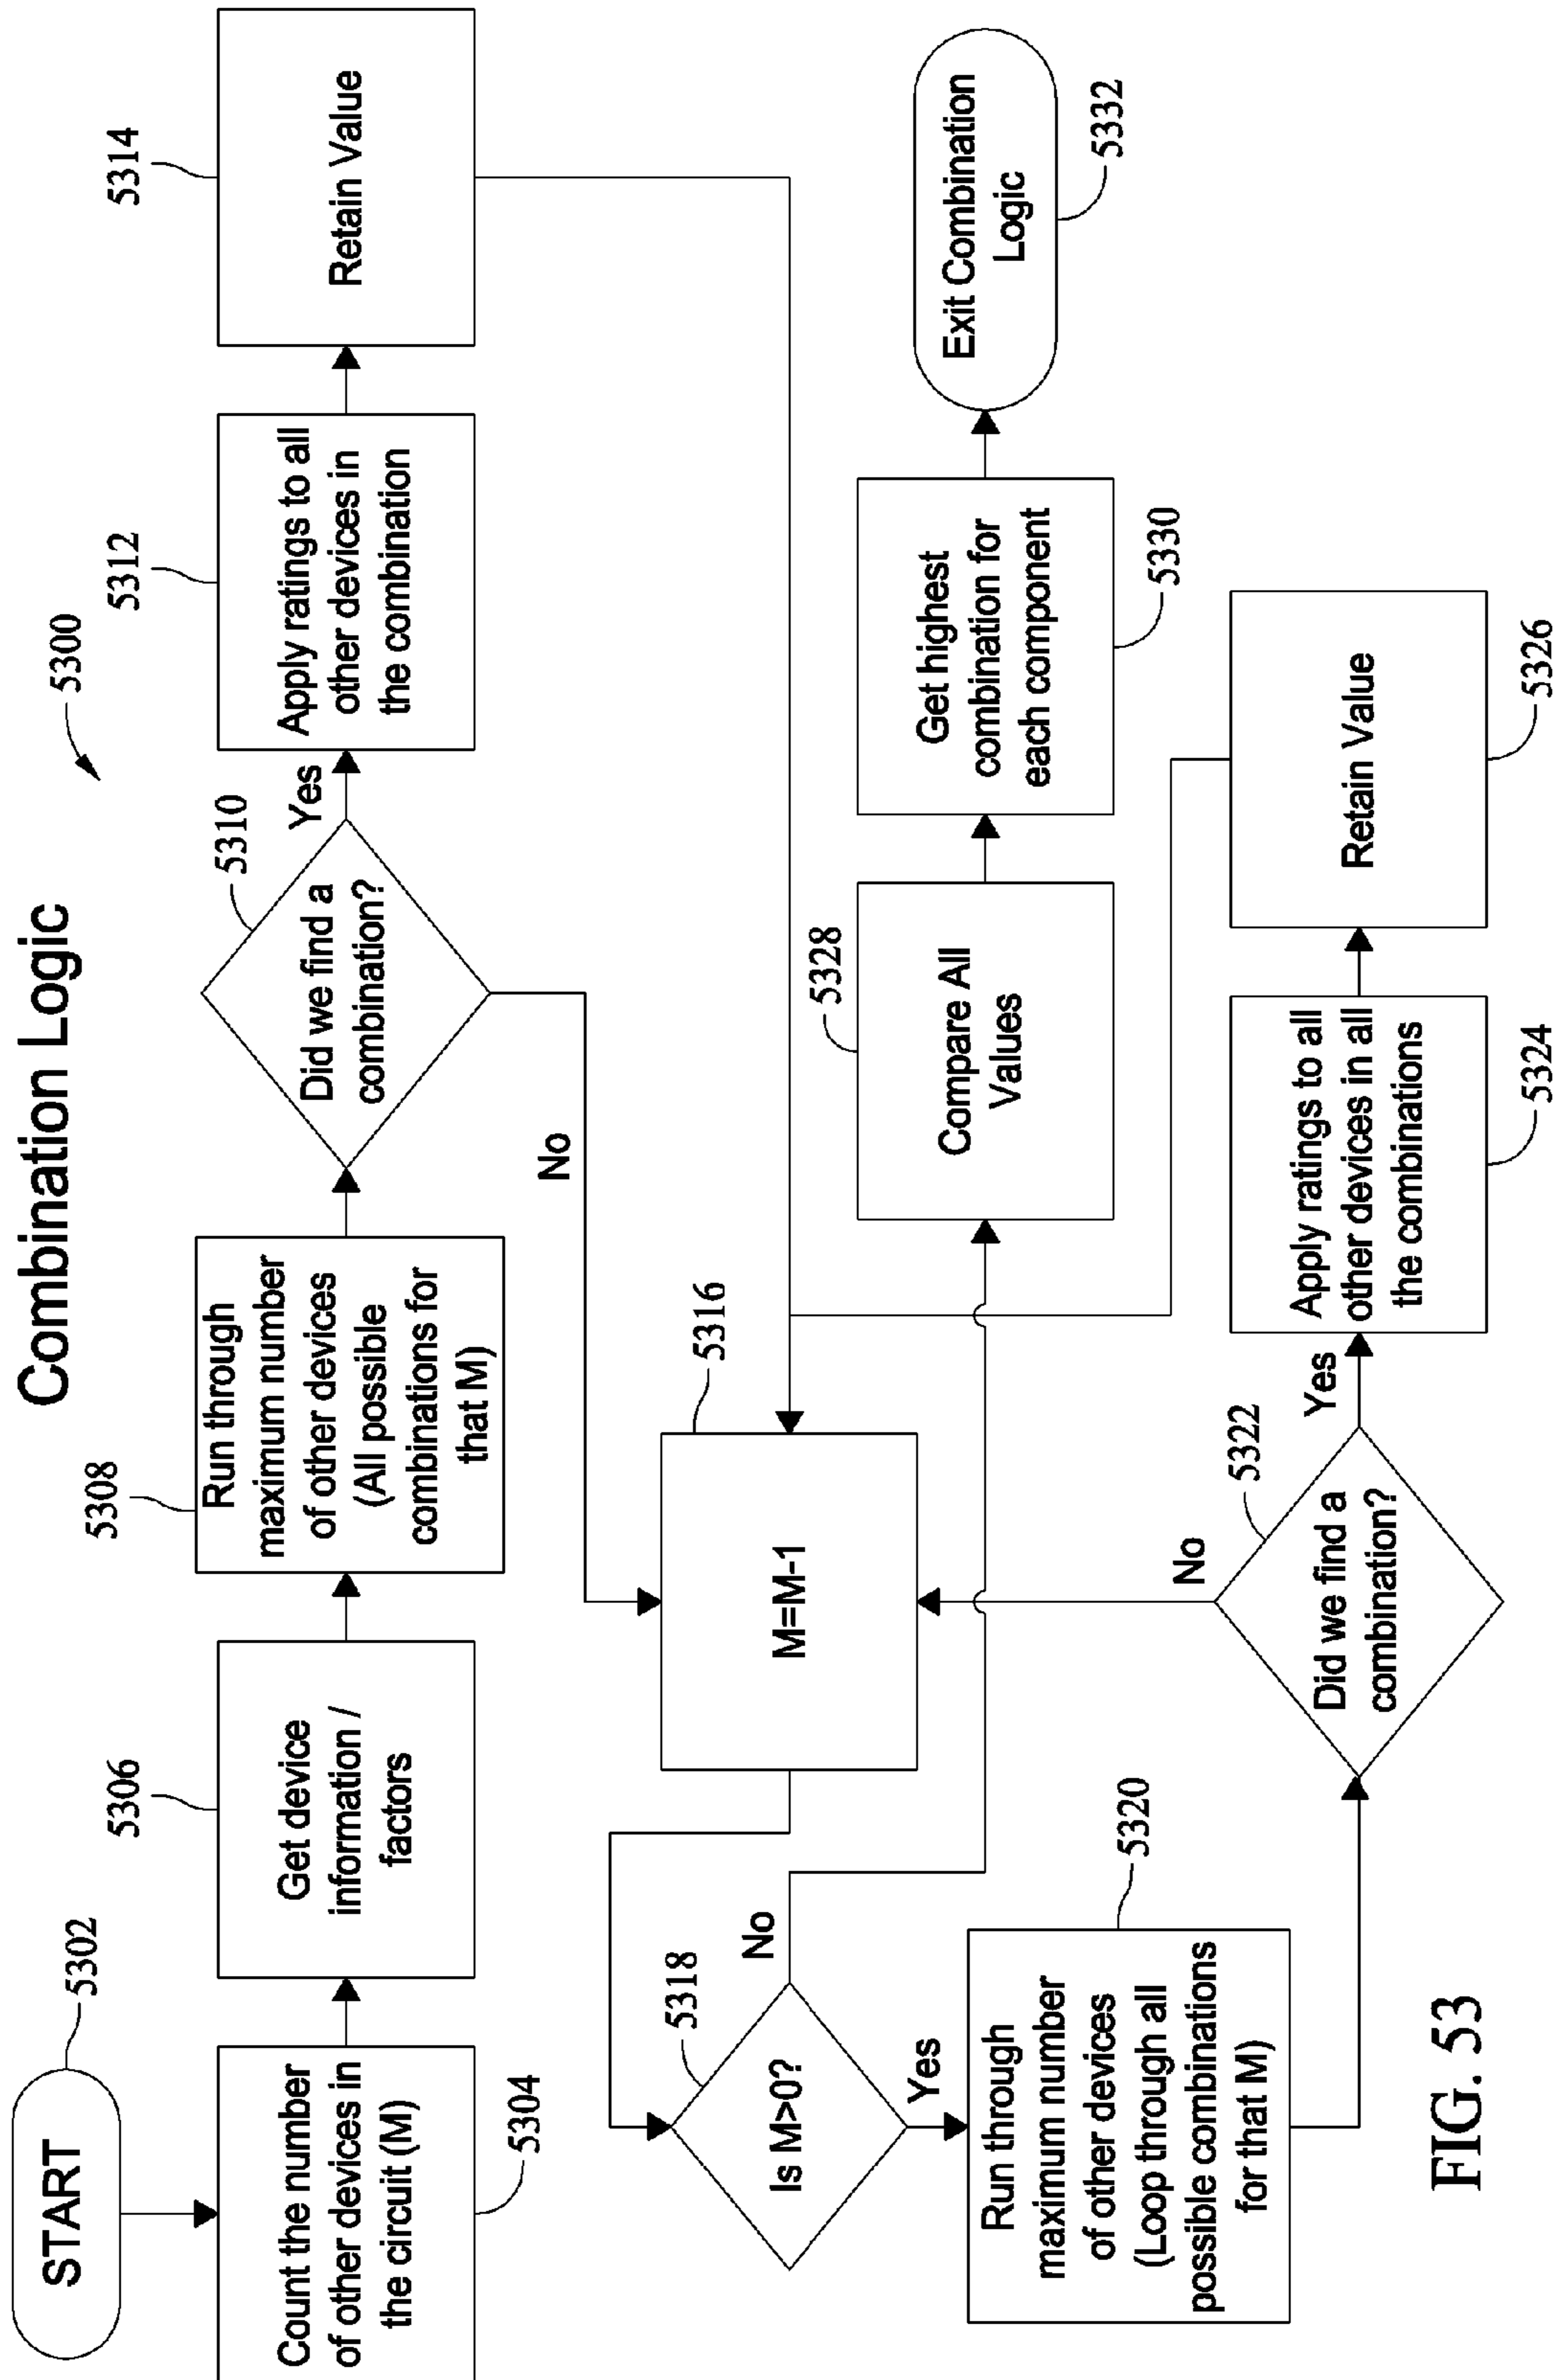 Combination Logic
5300
START
5302
Count the number
of other devices in
the circuit (M)
5304
Get device
information /
factors
5306
Run through
maximum number
of other devices
(All possible
combinations for
that M)
5308
Did we find a
combination?
5310
Yes
No
Apply ratings to all
other devices in
the combination
5312
Retain Value
5314
M=M-1
5316
Is M>0?
5318
No
Yes
Run through
maximum number
of other devices
(Loop through all
possible combinations
for that M)
5320
Did we find a
combination?
5322
No
Yes
Apply ratings to all
other devices in all
the combinations
5324
Retain Value
5326
Compare All
Values
5328
Get highest
combination for
each component
5330
Exit Combination
Logic
5332
FIG. 53